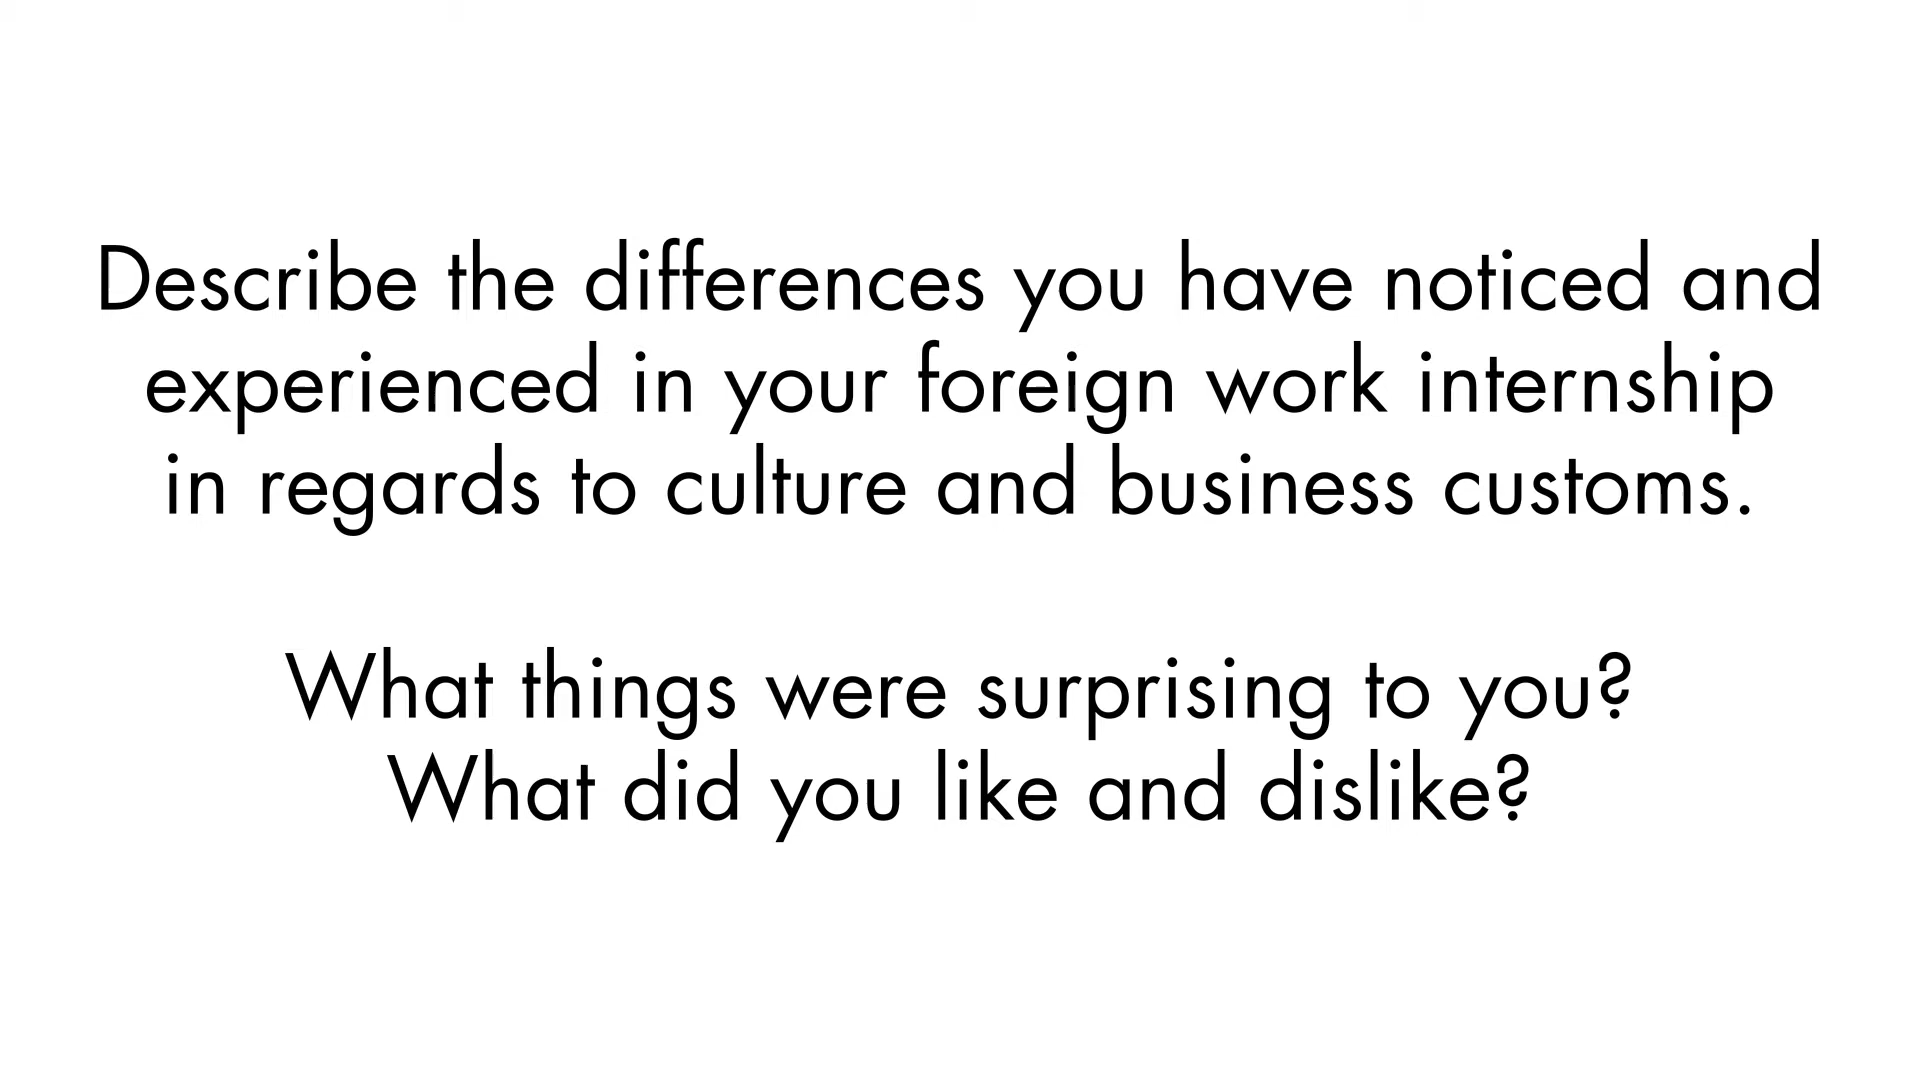 Describe the differences you have noticed and
experienced in your foreign work internship
in regards to culture and business customs.
What things were surprising to you?
What did you like and dislike?